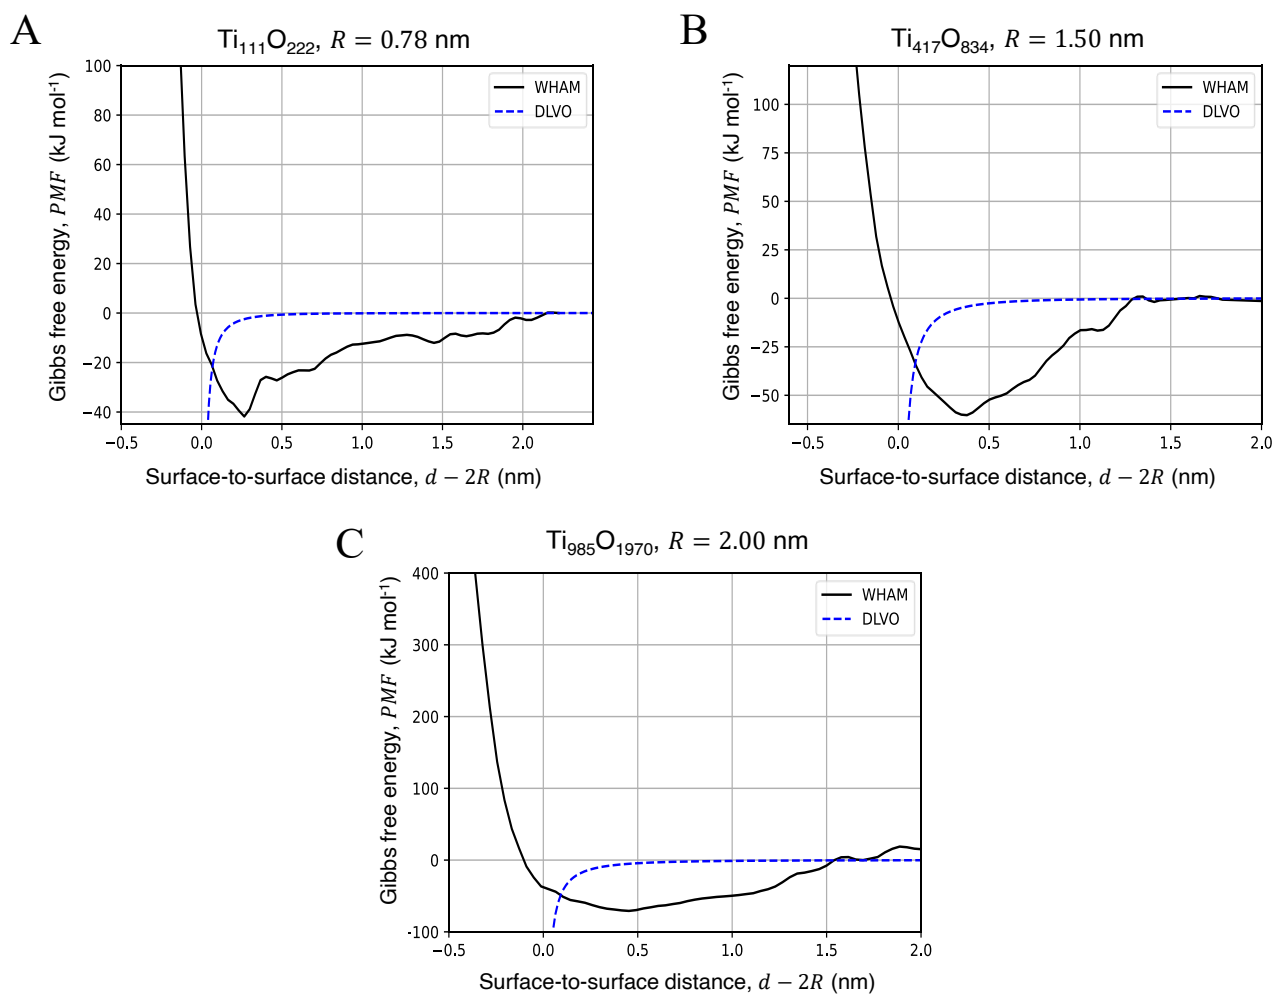 A
Ti₁₁₁O₂₂₂, R = 0.78 nm
Gibbs free energy, PMF (kJ mol⁻¹)
100
80
60
40
20
0
−20
−40
WHAM
DLVO
−0.5 0.0 0.5 1.0 1.5 2.0
Surface-to-surface distance, d − 2R (nm)
B
Ti₄₁₇O₈₃₄, R = 1.50 nm
Gibbs free energy, PMF (kJ mol⁻¹)
100
75
50
25
0
−25
−50
WHAM
DLVO
−0.5 0.0 0.5 1.0 1.5 2.0
Surface-to-surface distance, d − 2R (nm)
C
Ti₉₈₅O₁₉₇₀, R = 2.00 nm
Gibbs free energy, PMF (kJ mol⁻¹)
400
300
200
100
0
-100
WHAM
DLVO
−0.5 0.0 0.5 1.0 1.5 2.0
Surface-to-surface distance, d − 2R (nm)